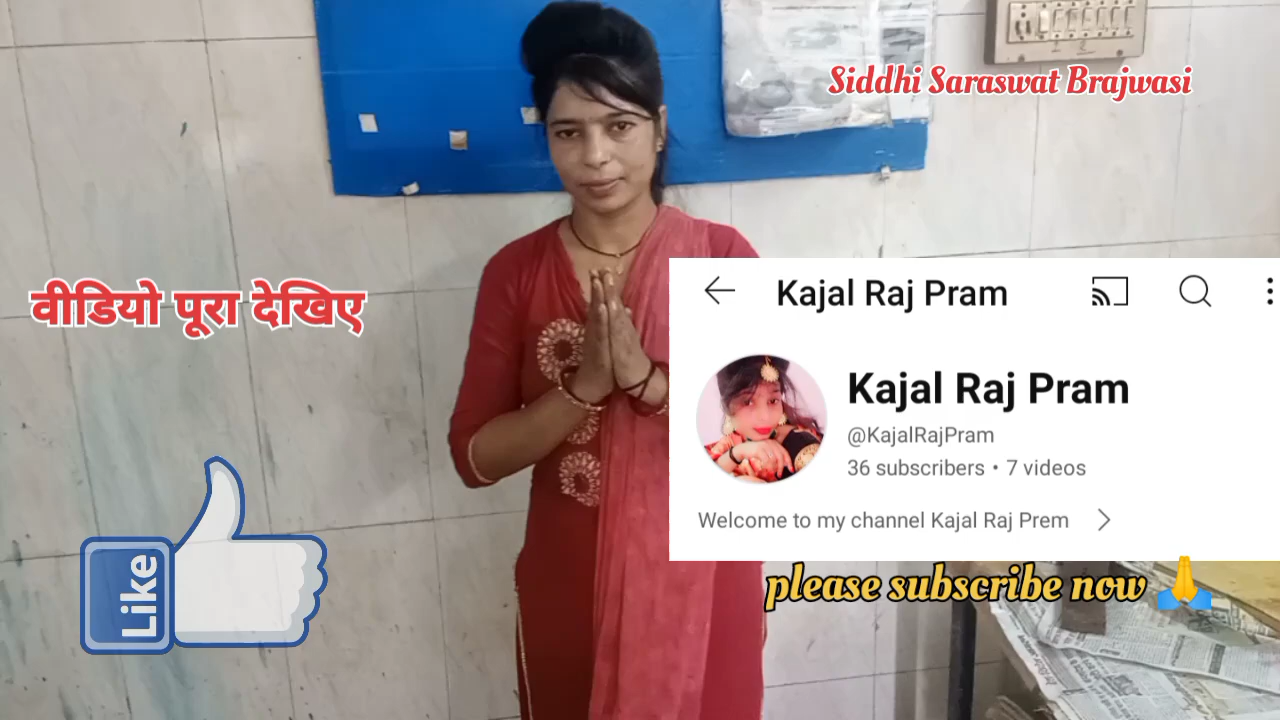 Siddhi Saraswat Brajwasi
वीडियो पूरा देखिए
Kajal Raj Pram
Kajal Raj Pram
@KajalRajPram
36 subscribers • 7 videos
Welcome to my channel Kajal Raj Prem
Like
please subscribe now 🙏